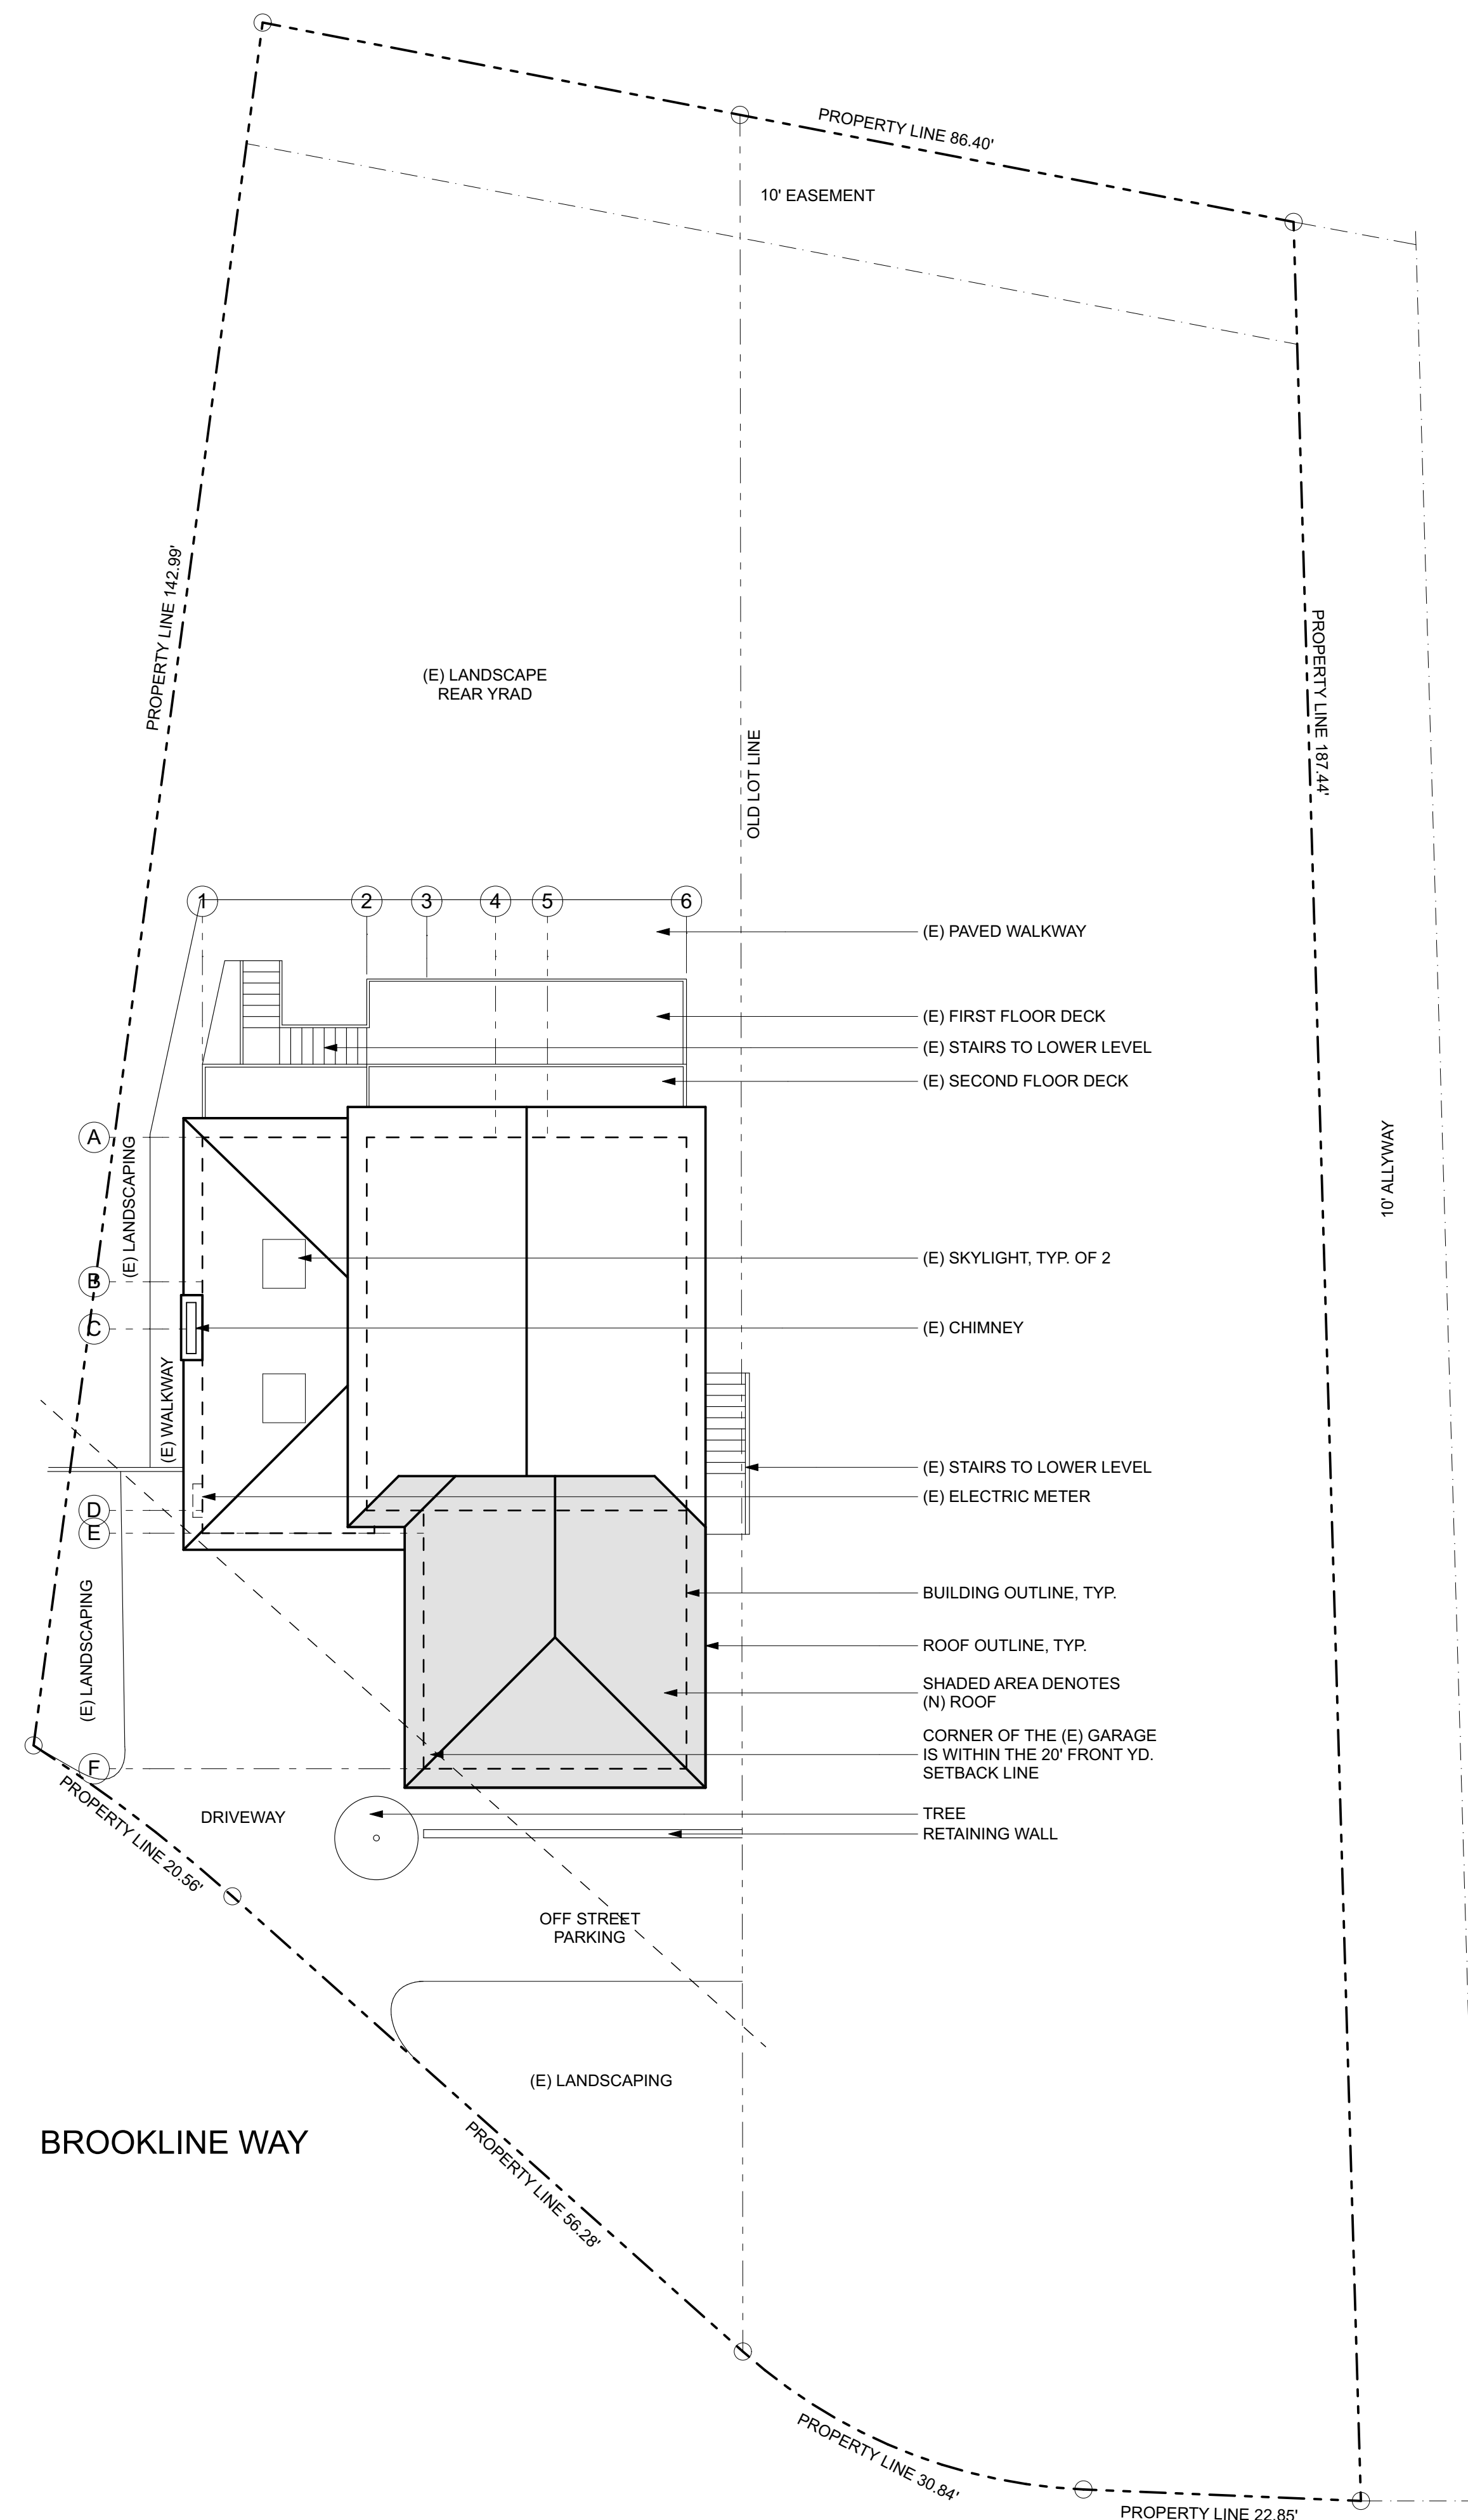 PROPERTY LINE 86.40'
10' EASEMENT
PROPERTY LINE 142.99'
PROPERTY LINE 187.44'
(E) LANDSCAPE
REAR YRAD
OLD LOT LINE
1
2
3
4
5
6
(E) PAVED WALKWAY
(E) FIRST FLOOR DECK
(E) STAIRS TO LOWER LEVEL
(E) SECOND FLOOR DECK
A
(E) LANDSCAPING
10' ALLYWAY
B
(E) SKYLIGHT, TYP. OF 2
C
(E) CHIMNEY
(E) WALKWAY
(E) STAIRS TO LOWER LEVEL
(E) ELECTRIC METER
D
E
(E) LANDSCAPING
BUILDING OUTLINE, TYP.
ROOF OUTLINE, TYP.
SHADED AREA DENOTES
(N) ROOF
CORNER OF THE (E) GARAGE
IS WITHIN THE 20' FRONT YD.
SETBACK LINE
F
PROPERTY LINE 20.56'
DRIVEWAY
TREE
RETAINING WALL
OFF STREET
PARKING
(E) LANDSCAPING
BROOKLINE WAY
PROPERTY LINE 56.28'
PROPERTY LINE 30.84'
PROPERTY LINE 22.85'